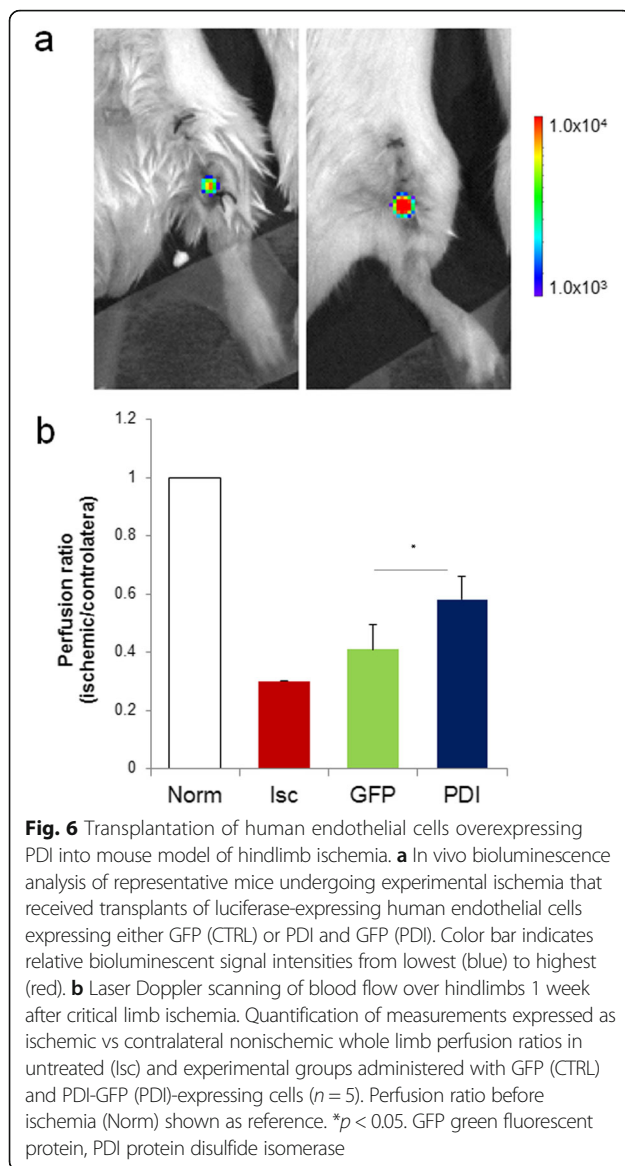 a
1.0x10⁴
1.0x10³
b
Perfusion ratio
(ischemic/controlatera)
1.2
1
0.8
0.6
0.4
0.2
0
*
Norm Isc GFP PDI
Fig. 6 Transplantation of human endothelial cells overexpressing
PDI into mouse model of hindlimb ischemia. a In vivo bioluminescence
analysis of representative mice undergoing experimental ischemia that
received transplants of luciferase-expressing human endothelial cells
expressing either GFP (CTRL) or PDI and GFP (PDI). Color bar indicates
relative bioluminescent signal intensities from lowest (blue) to highest
(red). b Laser Doppler scanning of blood flow over hindlimbs 1 week
after critical limb ischemia. Quantification of measurements expressed as
ischemic vs contralateral nonischemic whole limb perfusion ratios in
untreated (Isc) and experimental groups administered with GFP (CTRL)
and PDI-GFP (PDI)-expressing cells (n = 5). Perfusion ratio before
ischemia (Norm) shown as reference. *p < 0.05. GFP green fluorescent
protein, PDI protein disulfide isomerase